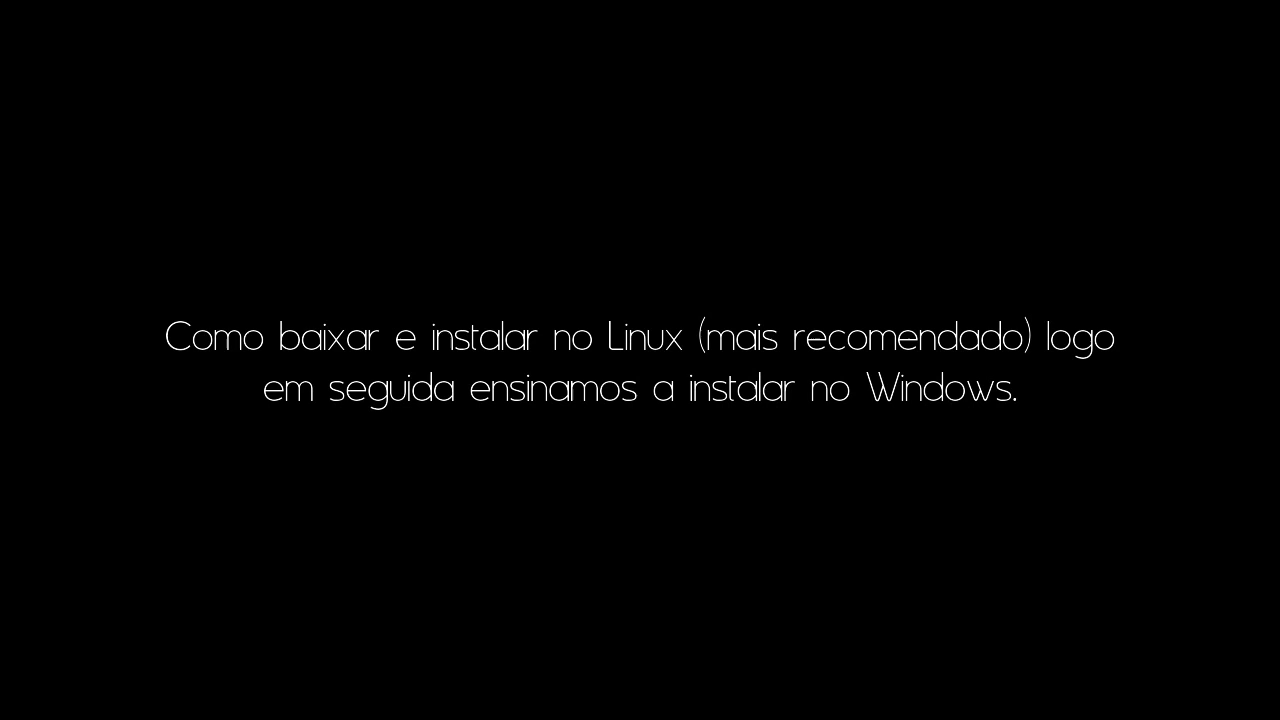 Como baixar e instalar no Linux (mais recomendado) logo
em seguida ensinamos a instalar no Windows.